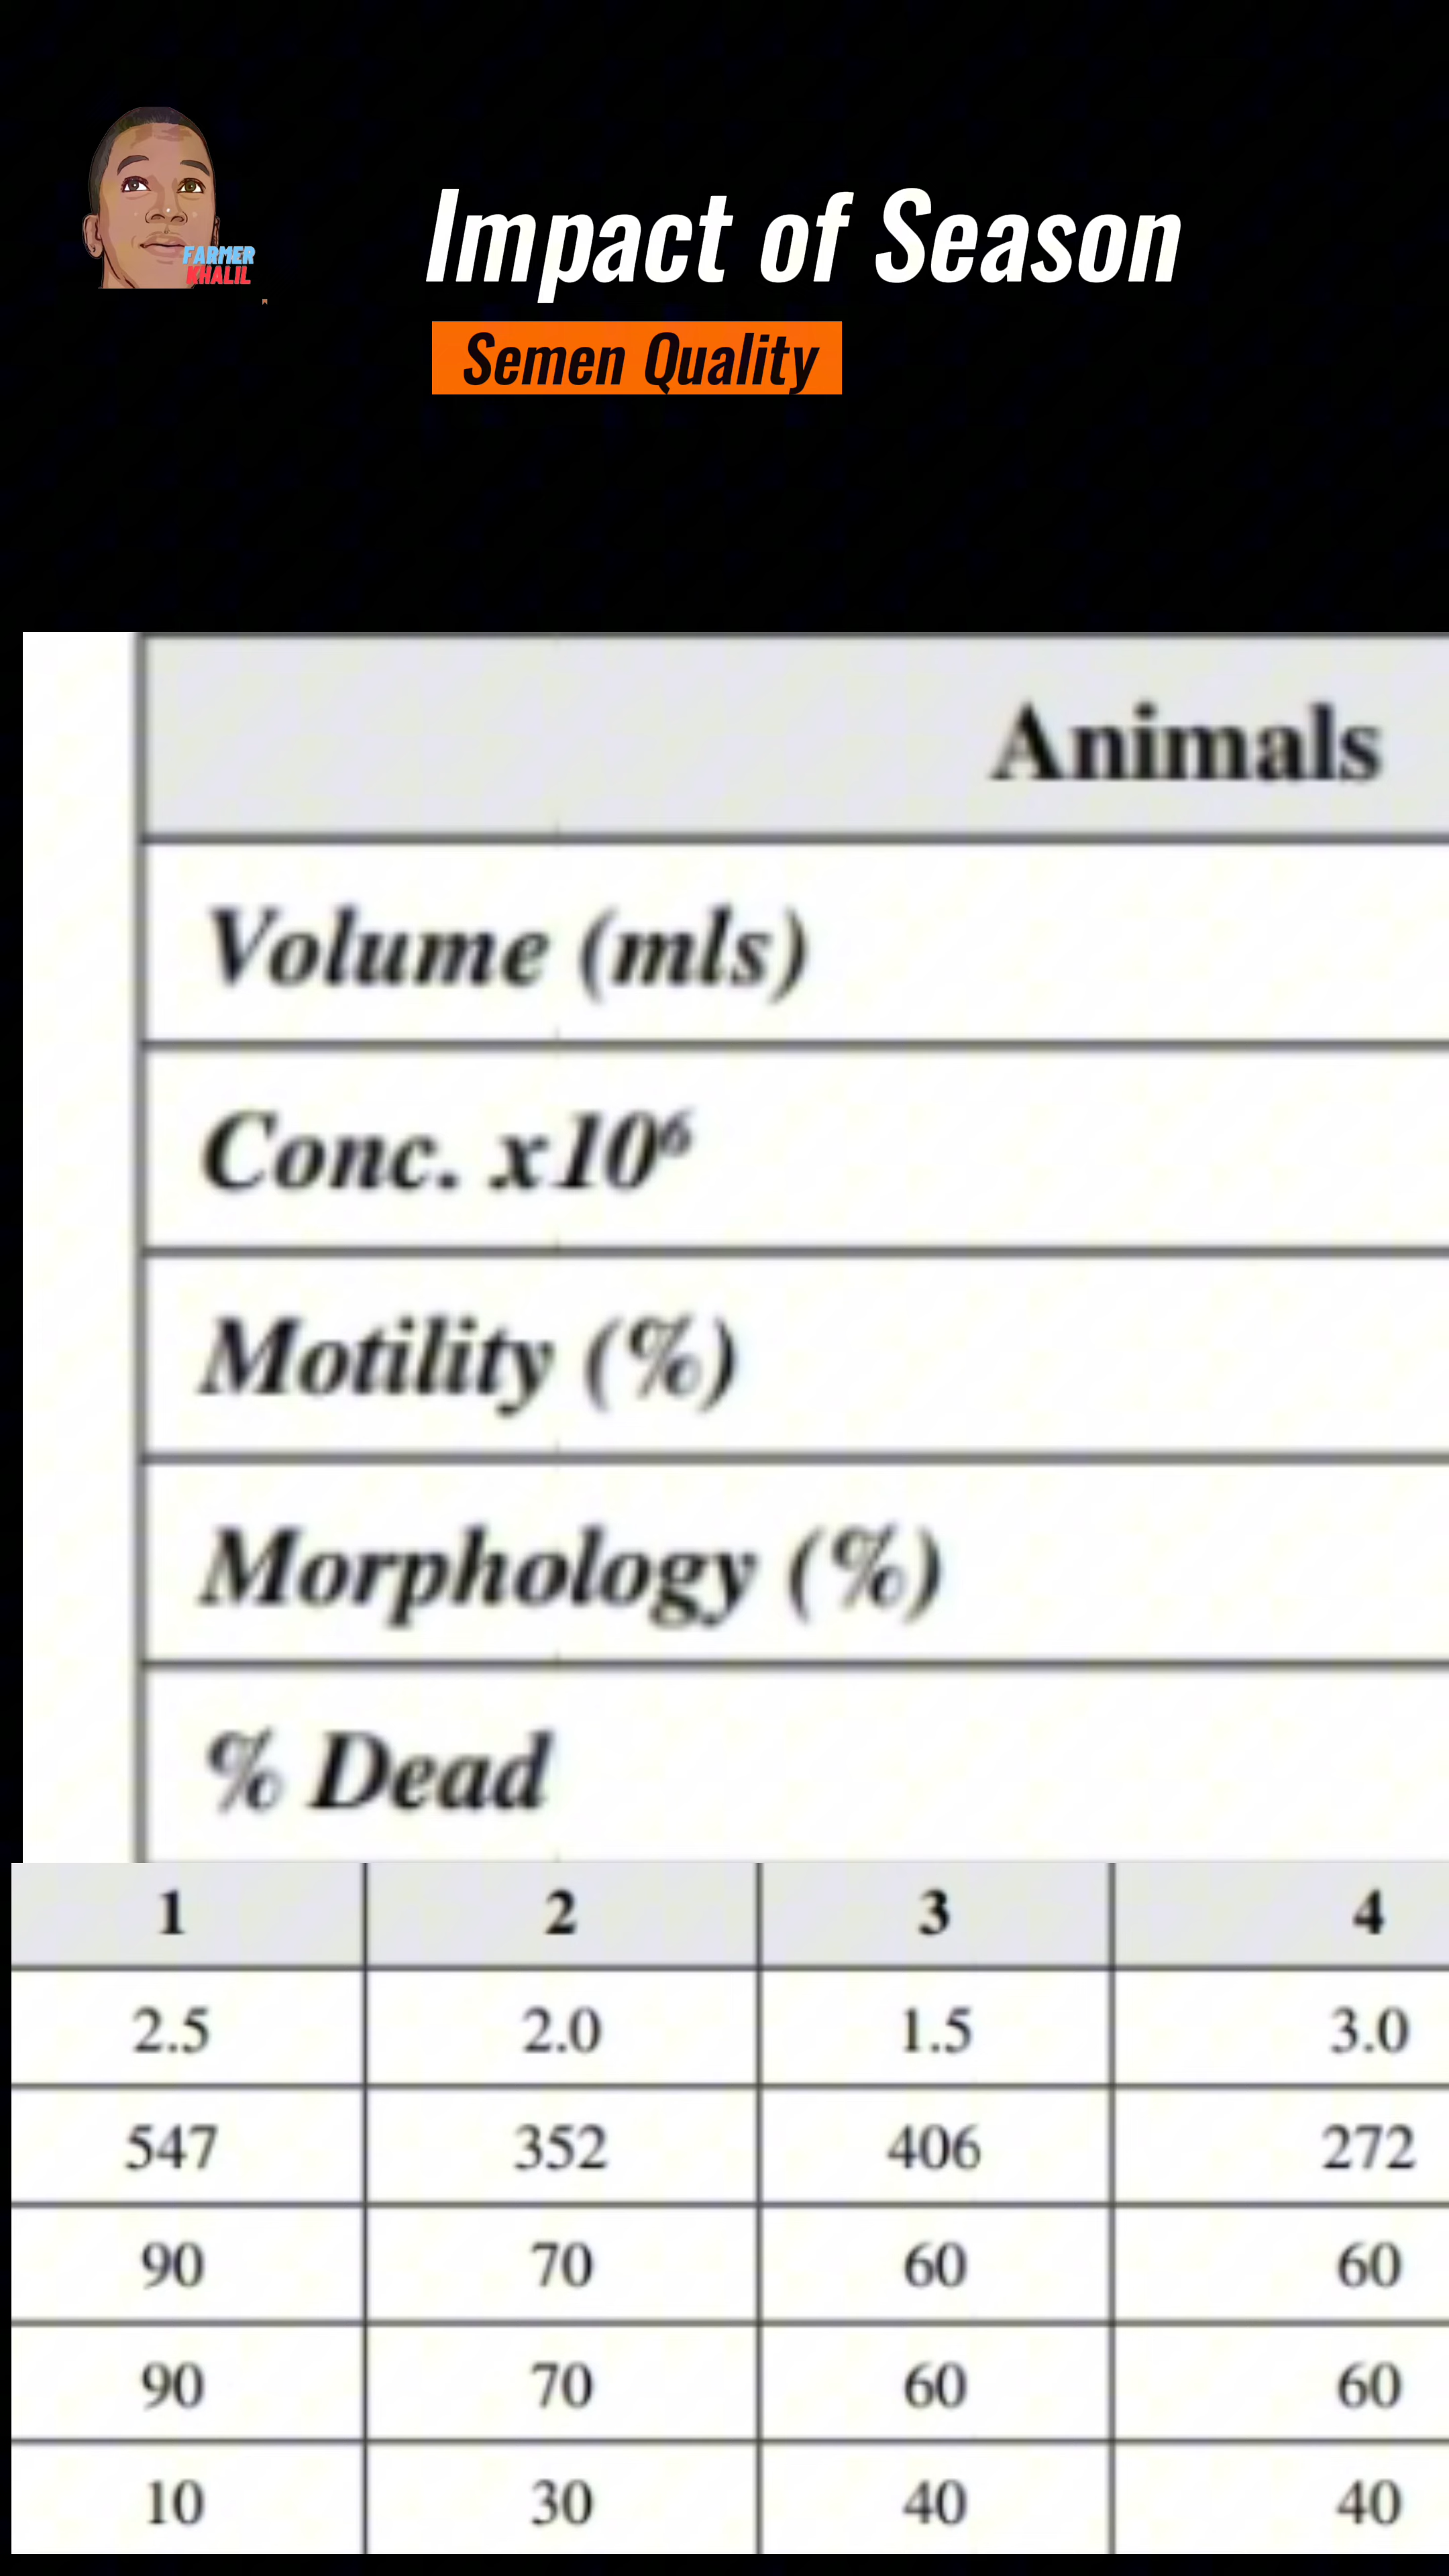 FARMER
KHALIL
Impact of Season
Semen Quality
Animals
Volume (mls)
Conc. x10⁶
Motility (%)
Morphology (%)
% Dead
1 2 3 4
2.5 2.0 1.5 3.0
547 352 406 272
90 70 60 60
90 70 60 60
10 30 40 40